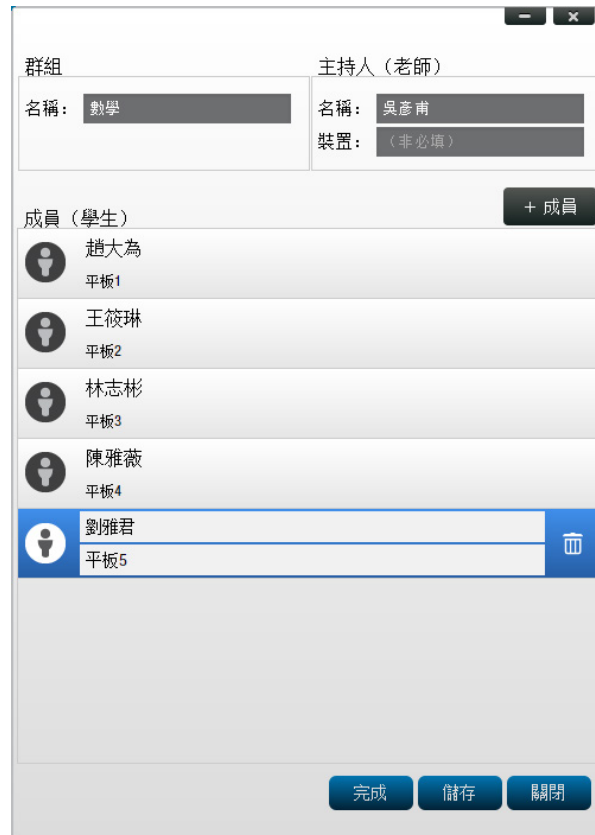 群組
名稱： 數學
主持人（老師）
名稱： 吳彥甫
裝置： （非必填）
+ 成員
成員（學生）
趙大為
平板1
王筱琳
平板2
林志彬
平板3
陳雅薇
平板4
劉雅君
平板5
完成 儲存 關閉